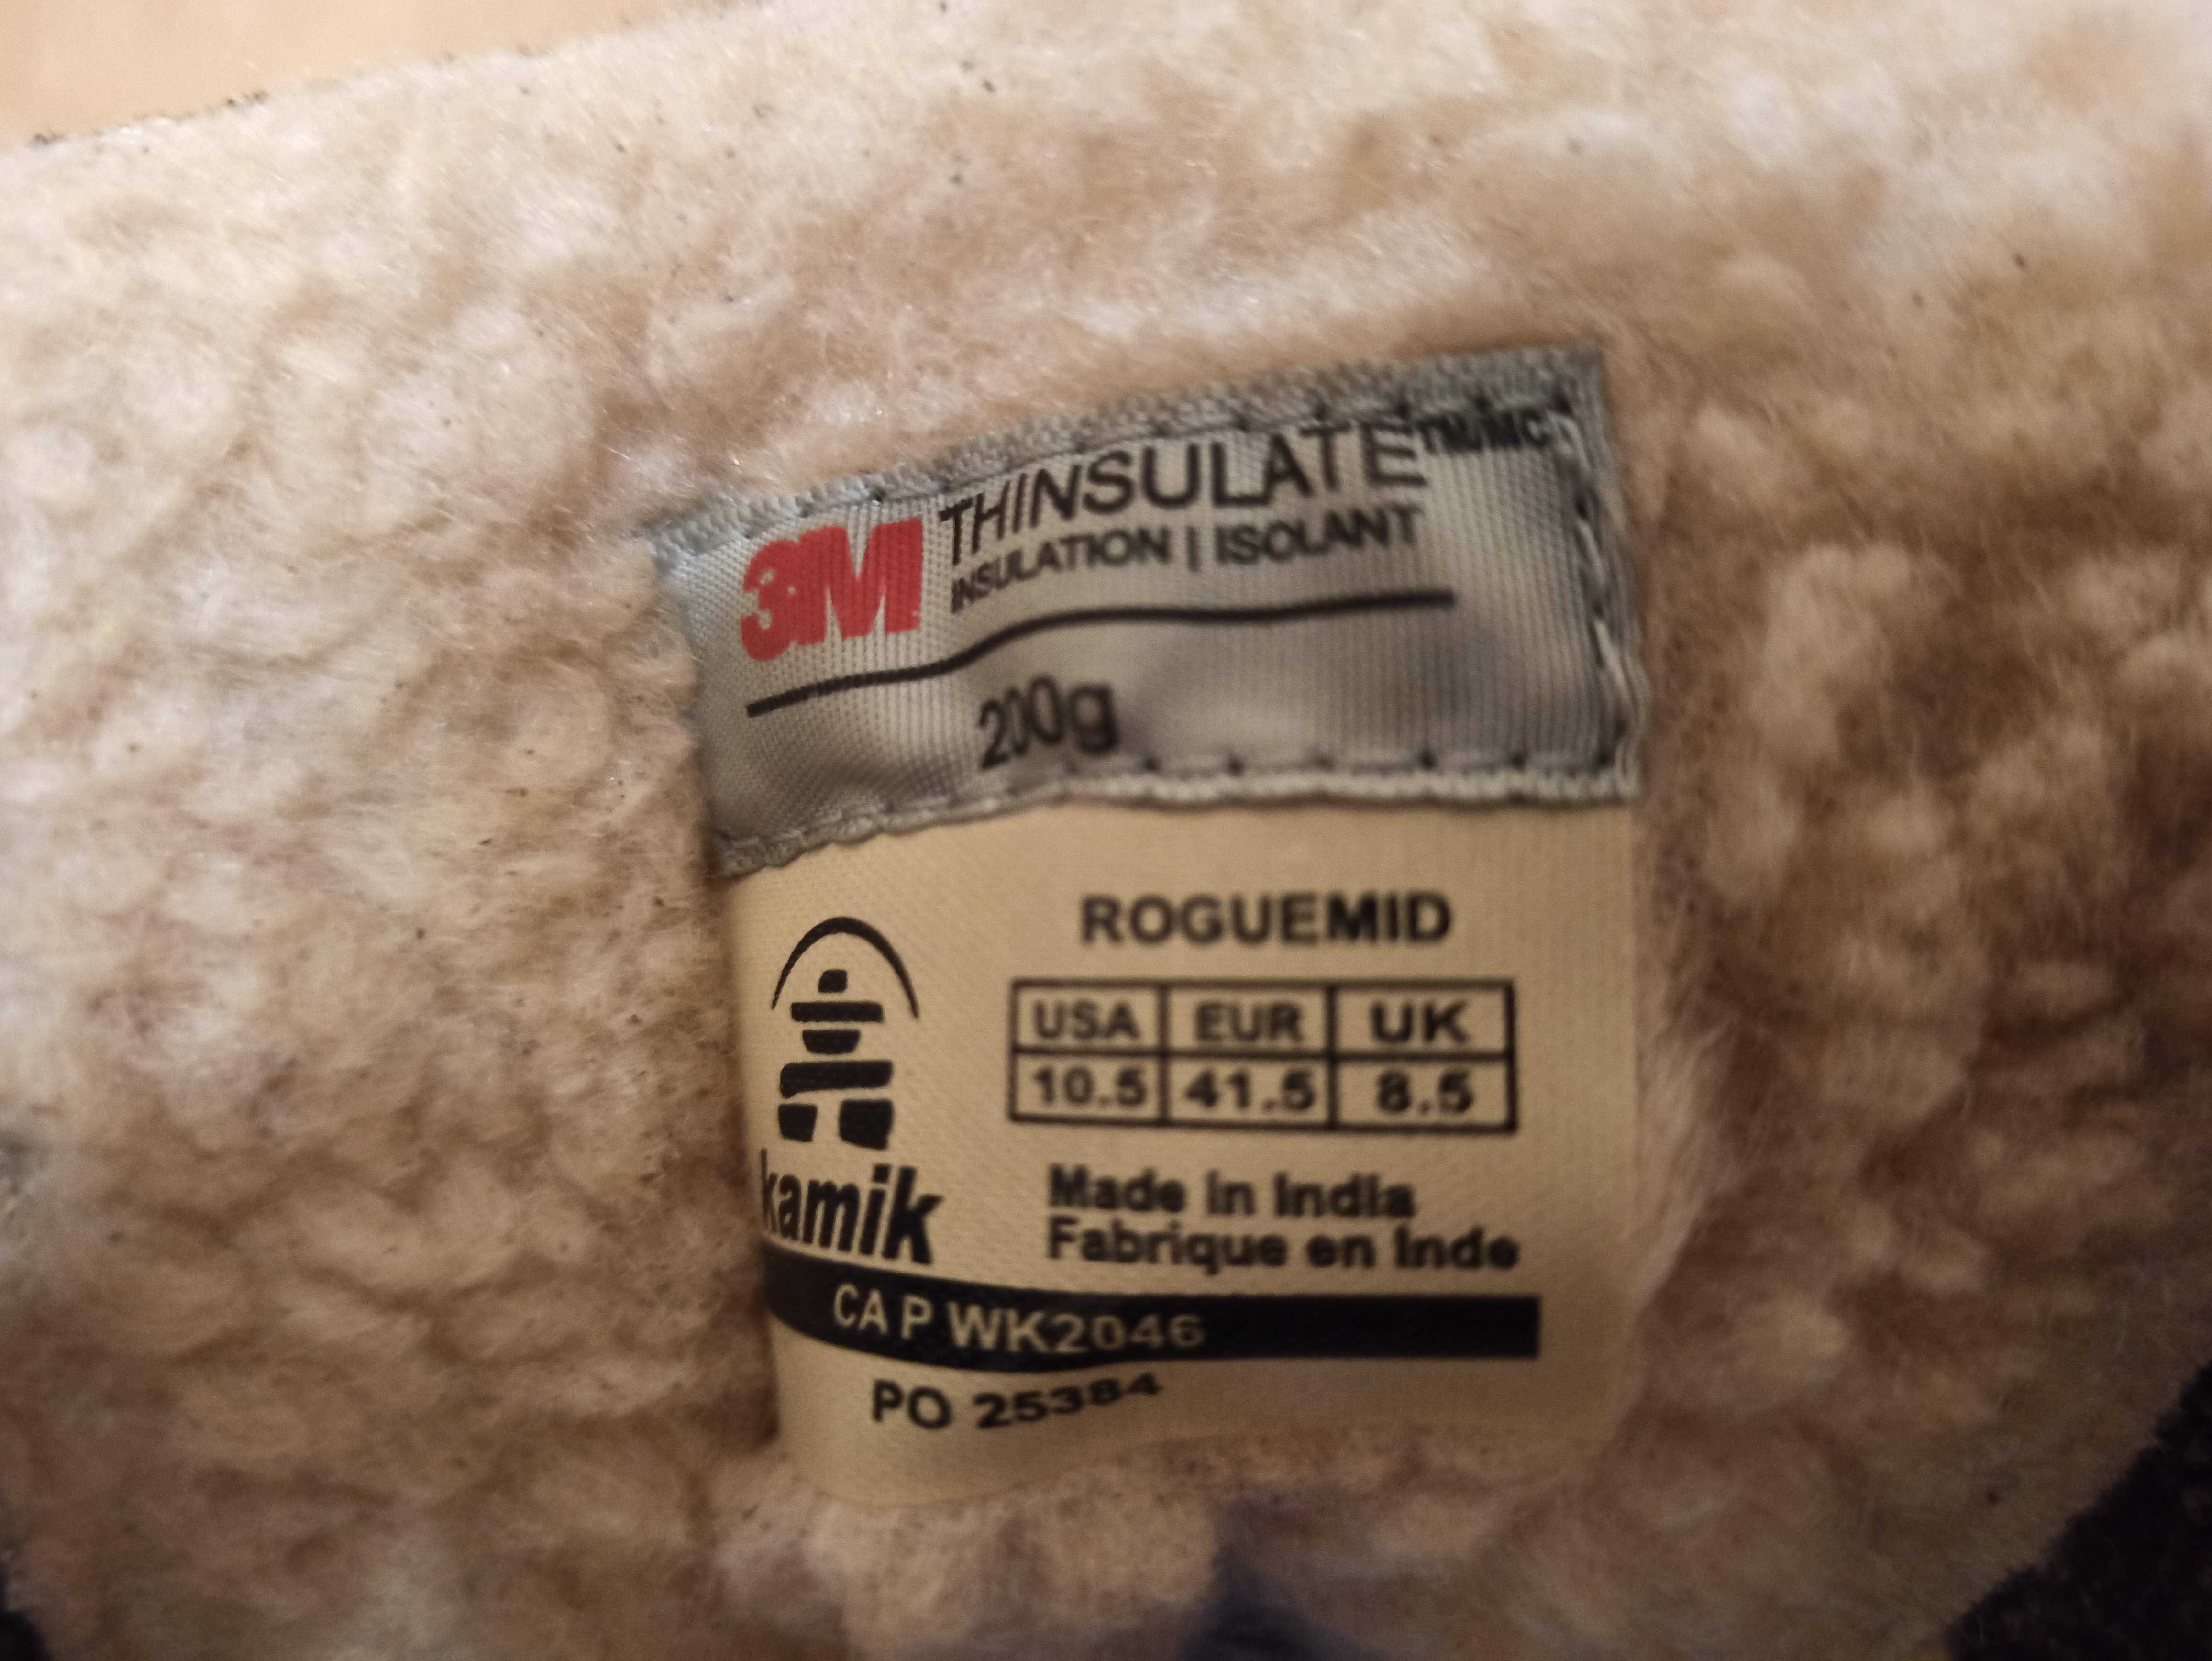 3M THINSULATE™/MC
INSULATION | ISOLANT
200g
ROGUEMID
USA EUR UK
10.5 41.5 8.5
kamik
Made in India
Fabrique en Inde
CA P WK2046
PO 25384